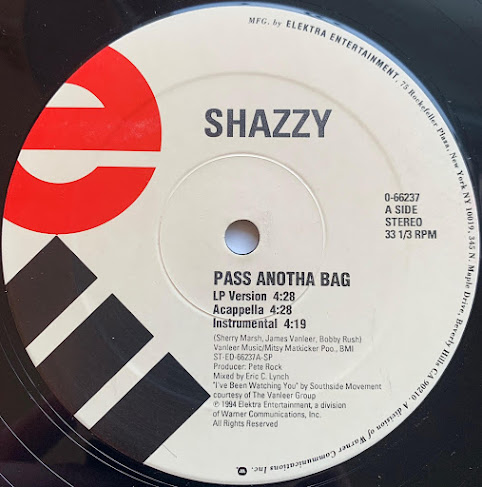 MFG. by ELEKTRA ENTERTAINMENT, 75 Rockefeller Plaza, New York NY 10019, 345 N. Maple Drive, Beverly Hills CA 90210. A division of Warner Communications Inc.
SHAZZY
0-66237
A SIDE
STEREO
33 1/3 RPM
PASS ANOTHA BAG
LP Version 4:28
Acappella 4:28
Instrumental 4:19
(Sherry Marsh, James Vanleer, Bobby Rush)
Vanleer Music/Mitsy Matkicker Poo., BMI
ST-ED-66237A-SP
Producer: Pete Rock
Mixed by Eric C. Lynch
"I've Been Watching You" by Southside Movement
courtesy of The Vanleer Group
℗ 1994 Elektra Entertainment, a division
of Warner Communications, Inc.
All Rights Reserved